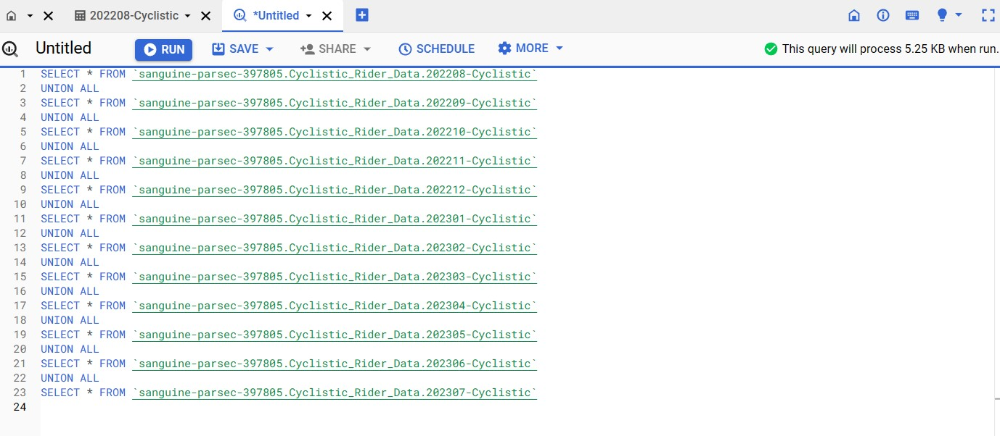 202208-Cyclistic
*Untitled
Untitled
RUN
SAVE
SHARE
SCHEDULE
MORE
This query will process 5.25 KB when run.
1 SELECT * FROM `sanguine-parsec-397805.Cyclistic_Rider_Data.202208-Cyclistic`
2 UNION ALL
3 SELECT * FROM `sanguine-parsec-397805.Cyclistic_Rider_Data.202209-Cyclistic`
4 UNION ALL
5 SELECT * FROM `sanguine-parsec-397805.Cyclistic_Rider_Data.202210-Cyclistic`
6 UNION ALL
7 SELECT * FROM `sanguine-parsec-397805.Cyclistic_Rider_Data.202211-Cyclistic`
8 UNION ALL
9 SELECT * FROM `sanguine-parsec-397805.Cyclistic_Rider_Data.202212-Cyclistic`
10 UNION ALL
11 SELECT * FROM `sanguine-parsec-397805.Cyclistic_Rider_Data.202301-Cyclistic`
12 UNION ALL
13 SELECT * FROM `sanguine-parsec-397805.Cyclistic_Rider_Data.202302-Cyclistic`
14 UNION ALL
15 SELECT * FROM `sanguine-parsec-397805.Cyclistic_Rider_Data.202303-Cyclistic`
16 UNION ALL
17 SELECT * FROM `sanguine-parsec-397805.Cyclistic_Rider_Data.202304-Cyclistic`
18 UNION ALL
19 SELECT * FROM `sanguine-parsec-397805.Cyclistic_Rider_Data.202305-Cyclistic`
20 UNION ALL
21 SELECT * FROM `sanguine-parsec-397805.Cyclistic_Rider_Data.202306-Cyclistic`
22 UNION ALL
23 SELECT * FROM `sanguine-parsec-397805.Cyclistic_Rider_Data.202307-Cyclistic`
24